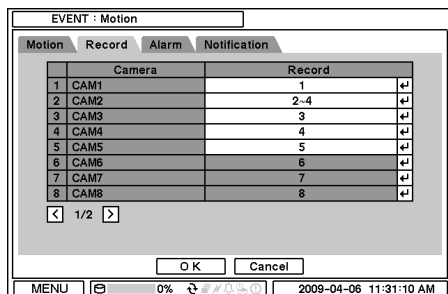 EVENT : Motion
Motion Record Alarm Notification
Camera Record
1 CAM1 1
2 CAM2 2~4
3 CAM3 3
4 CAM4 4
5 CAM5 5
6 CAM6 6
7 CAM7 7
8 CAM8 8
< 1/2 >
OK Cancel
MENU 0% 2009-04-06 11:31:10 AM